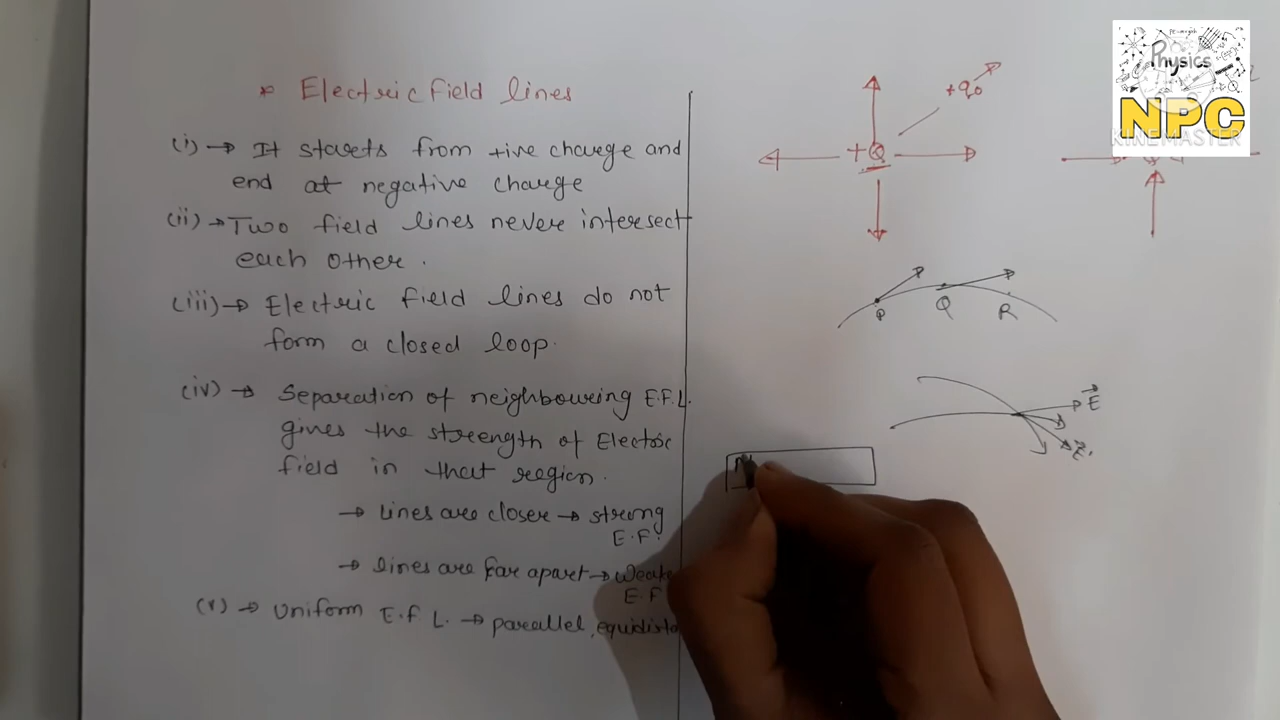 * Electric field lines
(i) → It starts from +ive charge and
end at negative charge
(ii) → Two field lines never intersect
each other.
(iii) → Electric field lines do not
form a closed loop.
(iv) → Separation of neighbouring E.F.L.
gives the strength of Electric
field in that region.
→ lines are closer → strong
E.F.
→ lines are far apart → weake
E.F
(v) → Uniform E.F.L. → parallel, equidista
+Q
+q0
P Q R
E
E
Physics
NPC
KINEMASTER